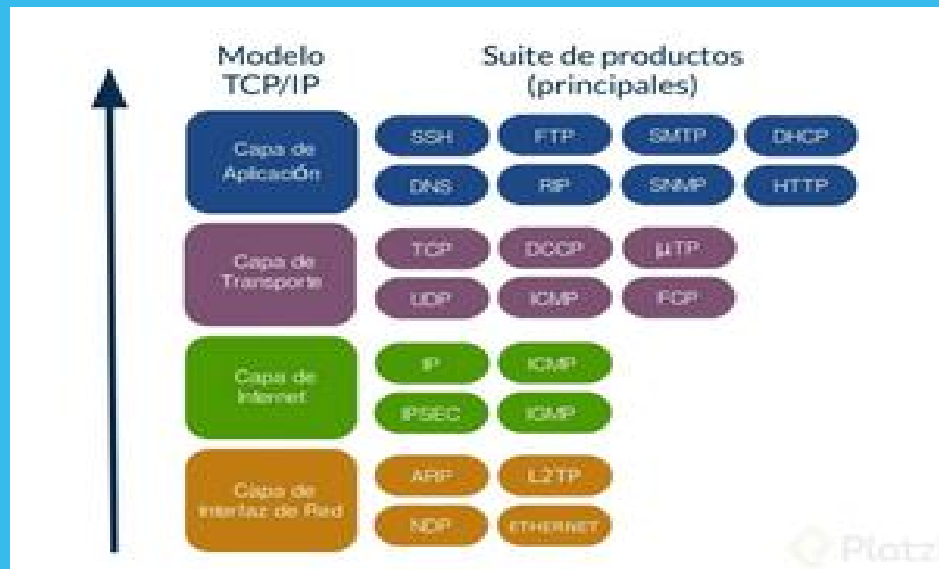 Modelo
TCP/IP
Suite de productos
(principales)
Capa de
Aplicación
SSH FTP SMTP DHCP
DNS RIP SNMP HTTP
Capa de
Transporte
TCP DCCP µTP
UDP ICMP FCP
Capa de
Internet
IP ICMP
IPSEC IGMP
Capa de
Interfaz de Red
ARP L2TP
NDP ETHERNET
Platzi